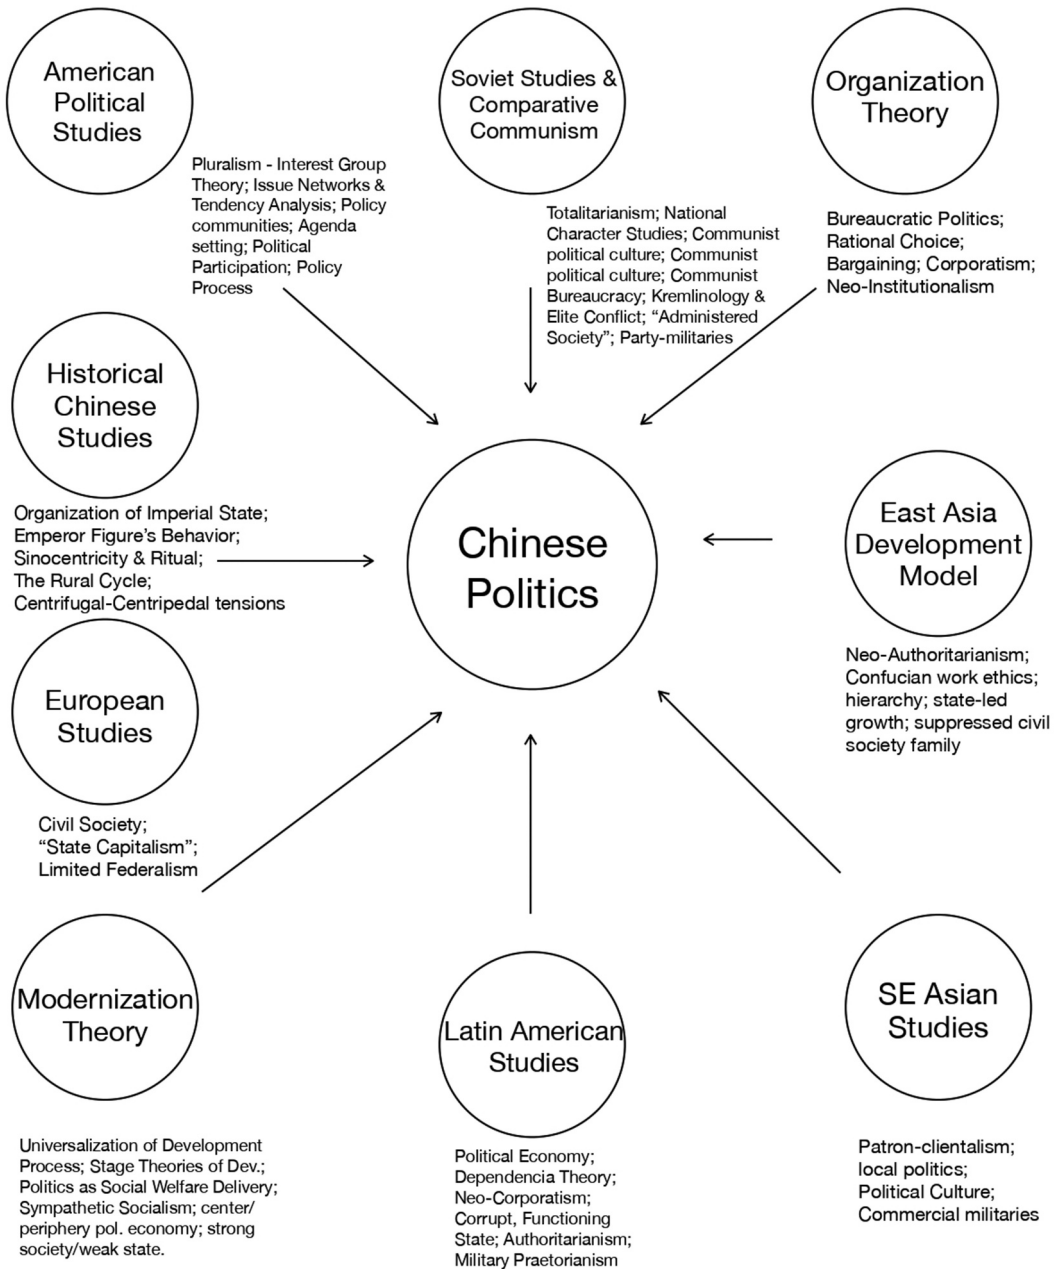 American
Political
Studies
Pluralism - Interest Group
Theory; Issue Networks &
Tendency Analysis; Policy
communities; Agenda
setting; Political
Participation; Policy
Process
Soviet Studies &
Comparative
Communism
Totalitarianism; National
Character Studies; Communist
political culture; Communist
political culture; Communist
Bureaucracy; Kremlinology &
Elite Conflict; “Administered
Society”; Party-militaries
Organization
Theory
Bureaucratic Politics;
Rational Choice;
Bargaining; Corporatism;
Neo-Institutionalism
Historical
Chinese
Studies
Organization of Imperial State;
Emperor Figure’s Behavior;
Sinocentricity & Ritual;
The Rural Cycle;
Centrifugal-Centripedal tensions
Chinese
Politics
East Asia
Development
Model
Neo-Authoritarianism;
Confucian work ethics;
hierarchy; state-led
growth; suppressed civil
society family
European
Studies
Civil Society;
“State Capitalism”;
Limited Federalism
Modernization
Theory
Universalization of Development
Process; Stage Theories of Dev.;
Politics as Social Welfare Delivery;
Sympathetic Socialism; center/
periphery pol. economy; strong
society/weak state.
Latin American
Studies
Political Economy;
Dependencia Theory;
Neo-Corporatism;
Corrupt, Functioning
State; Authoritarianism;
Military Praetorianism
SE Asian
Studies
Patron-clientalism;
local politics;
Political Culture;
Commercial militaries